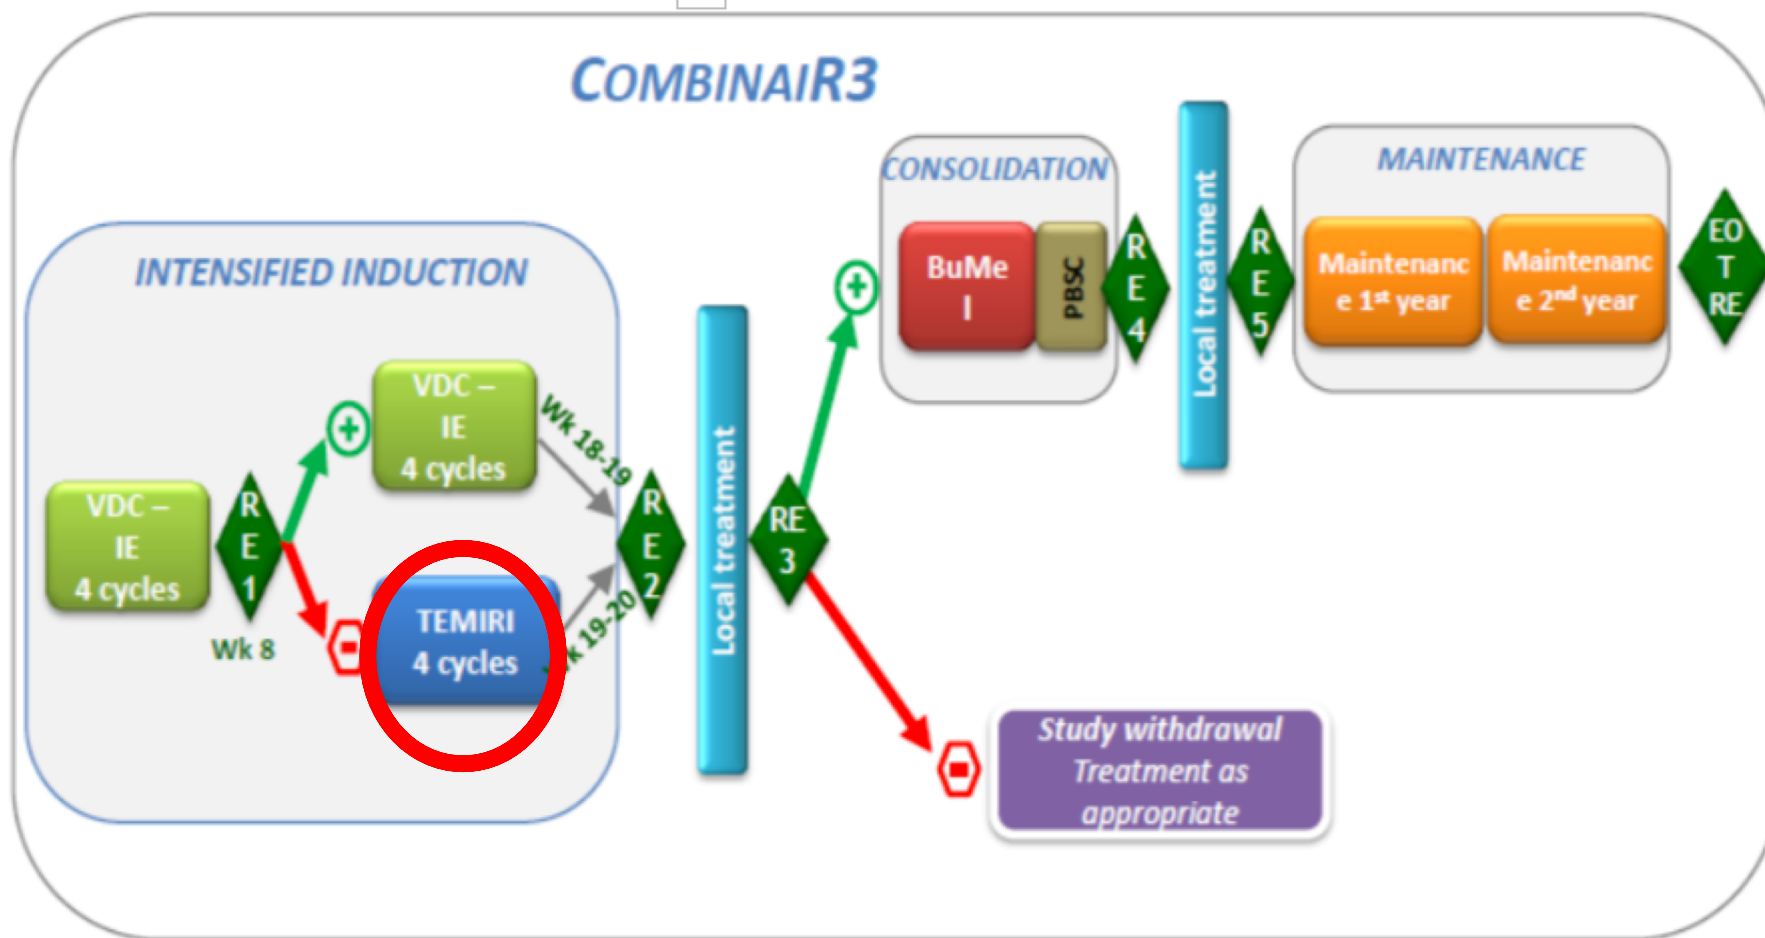 COMBINAIR3
INTENSIFIED INDUCTION
VDC –
IE
4 cycles
R
E
1
Wk 8
+
VDC –
IE
4 cycles
Wk 18-19
TEMIRI
4 cycles
19-20
R
E
2
Local treatment
RE
3
+
CONSOLIDATION
BuMe
l
PBSC
R
E
4
Local treatment
R
E
5
MAINTENANCE
Maintenanc
e 1st year
Maintenanc
e 2nd year
EO
T
RE
Study withdrawal
Treatment as
appropriate